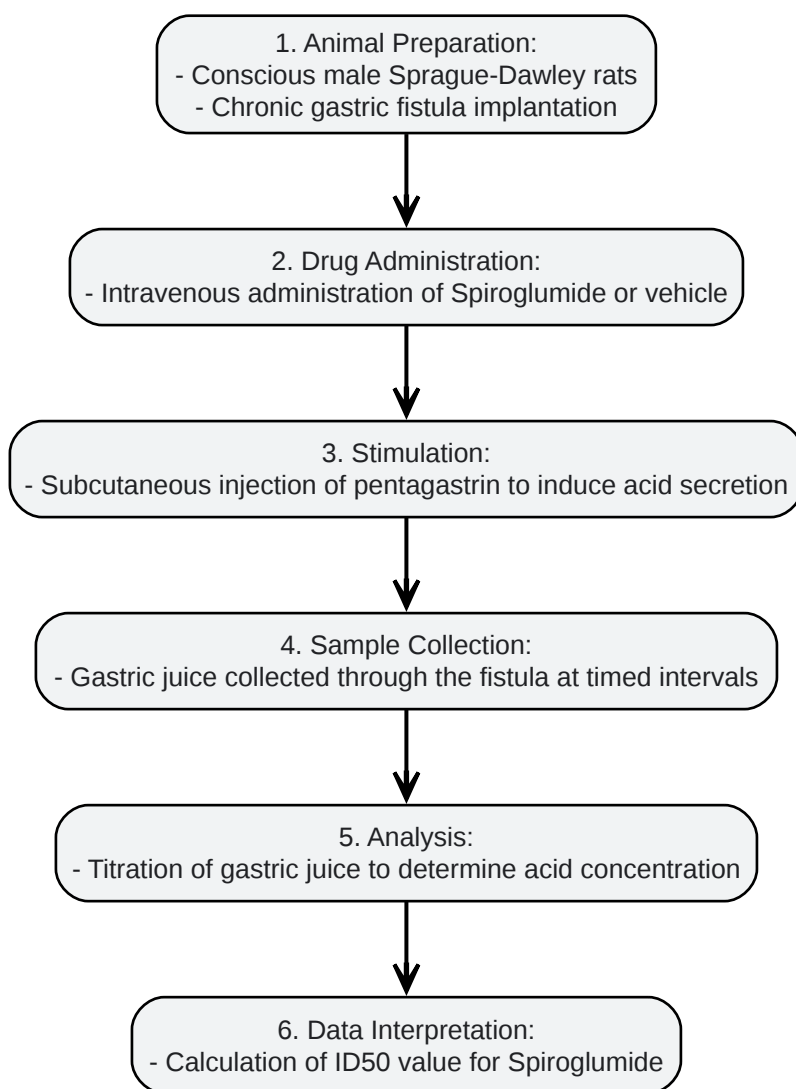 1. Animal Preparation:
- Conscious male Sprague-Dawley rats
- Chronic gastric fistula implantation
2. Drug Administration:
- Intravenous administration of Spiroglumide or vehicle
3. Stimulation:
- Subcutaneous injection of pentagastrin to induce acid secretion
4. Sample Collection:
- Gastric juice collected through the fistula at timed intervals
5. Analysis:
- Titration of gastric juice to determine acid concentration
6. Data Interpretation:
- Calculation of ID50 value for Spiroglumide